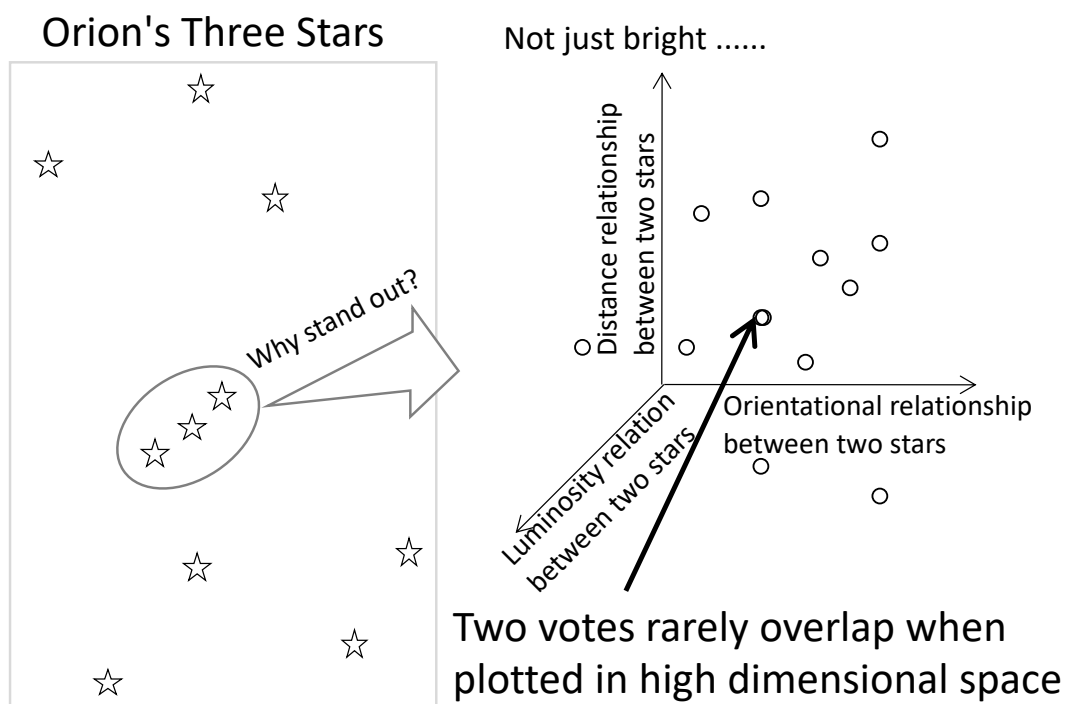 Orion's Three Stars
Why stand out?
Not just bright ......
Distance relationship
between two stars
Orientational relationship
between two stars
Luminosity relation
between two stars
Two votes rarely overlap when
plotted in high dimensional space